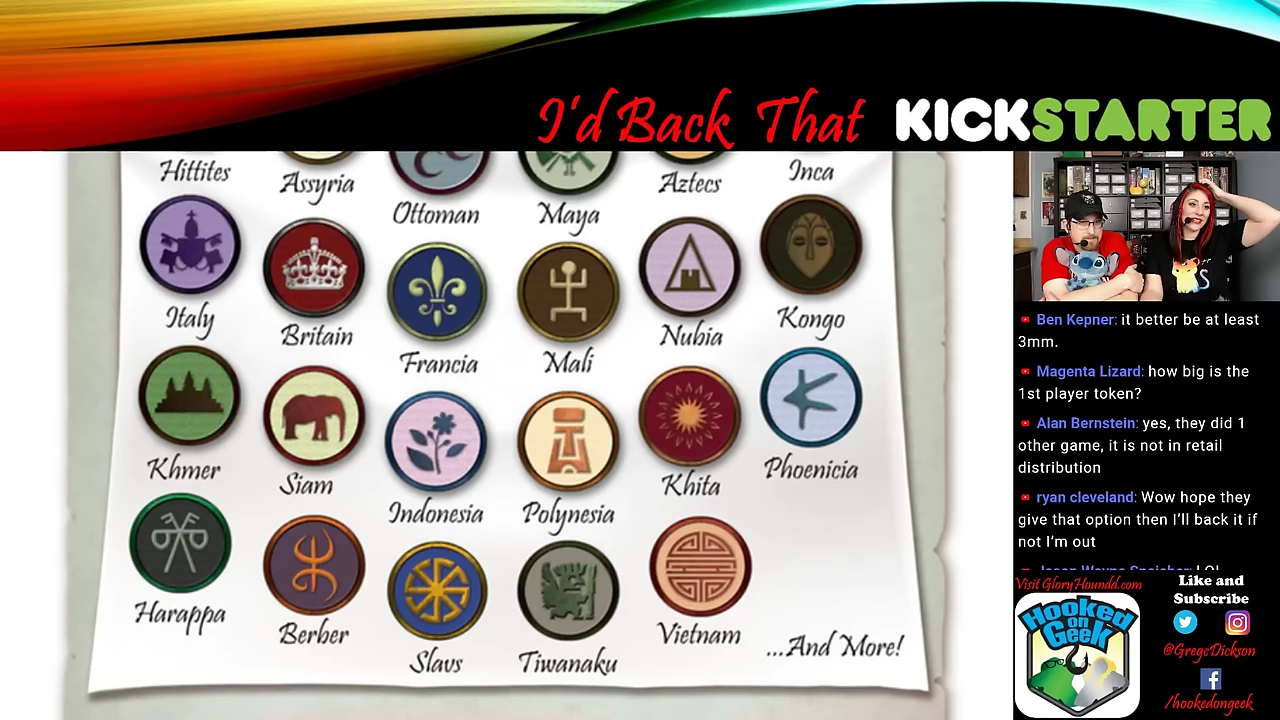 I'd Back That KICKSTARTER
Hittites
Assyria
Ottoman
Maya
Aztecs
Inca
Italy
Britain
Francia
Mali
Nubia
Kongo
Khmer
Siam
Indonesia
Polynesia
Khita
Phoenicia
Harappa
Berber
Slavs
Tiwanaku
Vietnam
...And More!
Ben Kepner: it better be at least
3mm.
Magenta Lizard: how big is the
1st player token?
Alan Bernstein: yes, they did 1
other game, it is not in retail
distribution
ryan cleveland: Wow hope they
give that option then I'll back it if
not I'm out
Visit GloryHoundd.com
Hooked
on
Geek
Like and
Subscribe
@GregcDickson
/hookedongeek